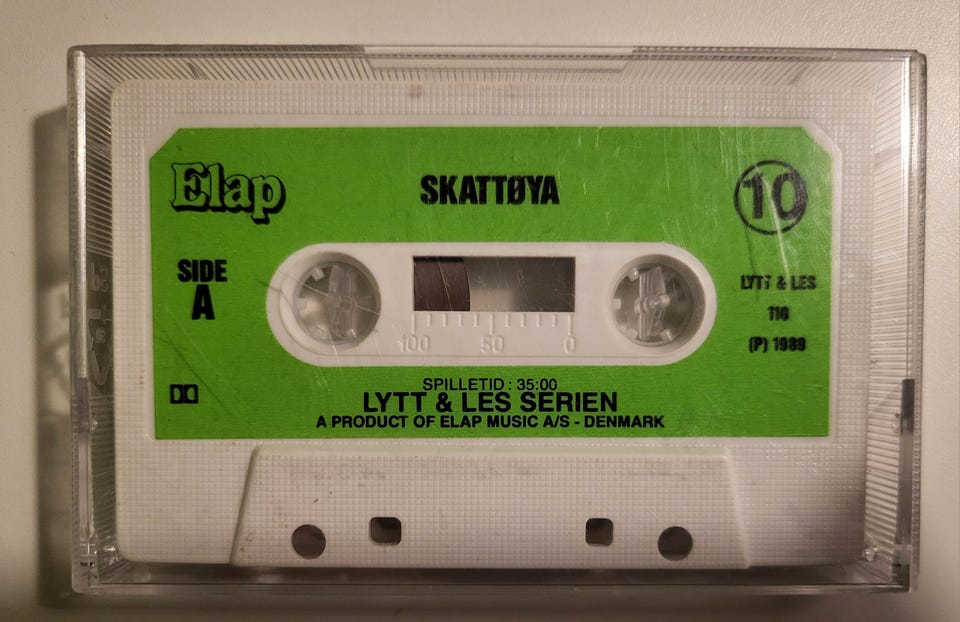 Elap
SKATTØYA
10
SIDE
A
LYTT & LES
116
(P) 1989
100 50 0
SPILLETID : 35:00
LYTT & LES SERIEN
A PRODUCT OF ELAP MUSIC A/S - DENMARK